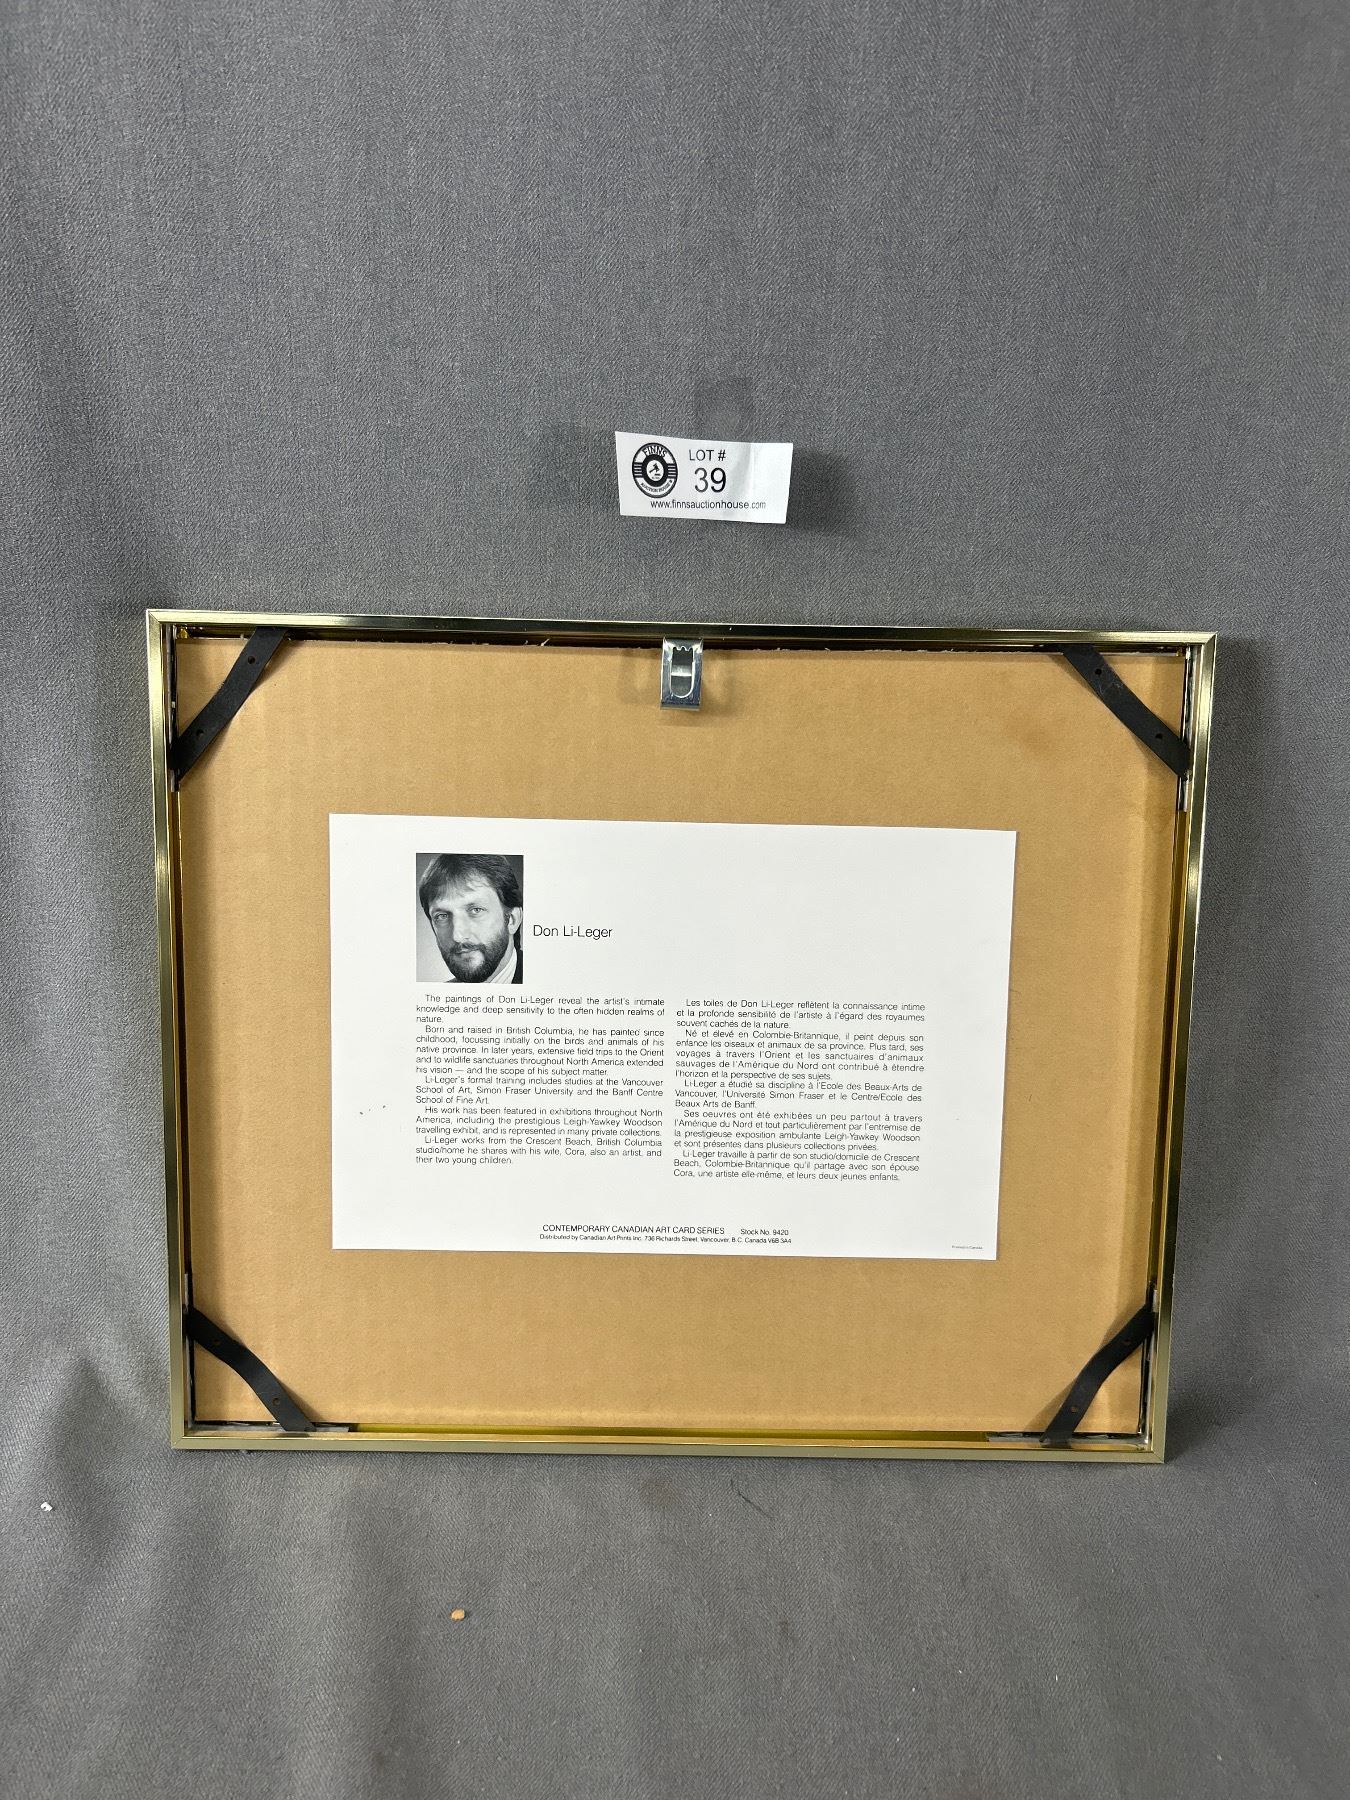 FINNS
AUCTION HOUSE
LOT #
39
www.finnsauctionhouse.com
Don Li-Leger
The paintings of Don Li-Leger reveal the artist's intimate
knowledge and deep sensitivity to the often hidden realms of
nature.
Born and raised in British Columbia, he has painted since
childhood, focussing initially on the birds and animals of his
native province. In later years, extensive field trips to the Orient
and to wildlife sanctuaries throughout North America extended
his vision — and the scope of his subject matter.
Li-Leger's formal training includes studies at the Vancouver
School of Art, Simon Fraser University and the Banff Centre
School of Fine Art.
His work has been featured in exhibitions throughout North
America, including the prestigious Leigh-Yawkey Woodson
travelling exhibit, and is represented in many private collections.
Li-Leger works from the Crescent Beach, British Columbia
studio/home he shares with his wife, Cora, also an artist, and
their two young children.
Les toiles de Don Li-Leger reflètent la connaissance intime
et la profonde sensibilité de l'artiste à l'égard des royaumes
souvent cachés de la nature.
Né et élevé en Colombie-Britannique, il peint depuis son
enfance les oiseaux et animaux de sa province. Plus tard, ses
voyages à travers l'Orient et les sanctuaires d'animaux
sauvages de l'Amérique du Nord ont contribué à étendre
l'horizon et la perspective de ses sujets.
Li-Leger a étudié sa discipline à l'Ecole des Beaux-Arts de
Vancouver, l'Université Simon Fraser et le Centre/Ecole des
Beaux Arts de Banff.
Ses oeuvres ont été exhibées un peu partout à travers
l'Amérique du Nord et tout particulièrement par l'entremise de
la prestigieuse exposition ambulante Leigh-Yawkey Woodson
et sont présentes dans plusieurs collections privées.
Li-Leger travaille à partir de son studio/domicile de Crescent
Beach, Colombie-Britannique qu'il partage avec son épouse
Cora, une artiste elle-même, et leurs deux jeunes enfants.
CONTEMPORARY CANADIAN ART CARD SERIES Stock No. 9420
Distributed by Canadian Art Prints Inc. 736 Richards Street, Vancouver, B.C. Canada V6B 3A4
Printed in Canada